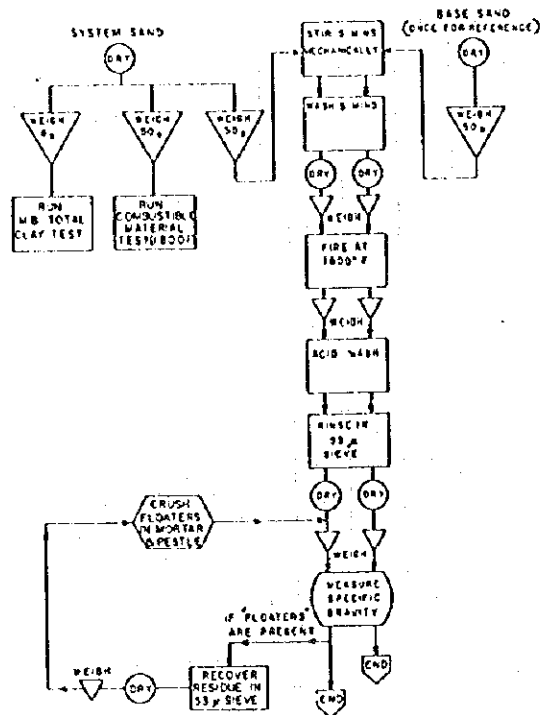 SYSTEM SAND
DRY
WEIGH
WEIGH
50g
WEIGH
50g
RUN
M.B. TOTAL
CLAY TEST
RUN
COMBUSTIBLE
MATERIAL
STIR 5 MINS
MECHANICALLY
BASE SAND
(ONCE FOR REFERENCE)
DRY
WEIGH
50g
WASH 5 MINS
DRY
DRY
WEIGH
FIRE AT
WEIGH
ACID WASH
RINSE
SIEVE
DRY
DRY
WEIGH
CRUSH
FLOATERS
IN MORTAR
& PESTLE
MEASURE
SPECIFIC
GRAVITY
IF "FLOATERS"
ARE PRESENT
END
END
WEIGH
DRY
RECOVER
RESIDUE IN
53 μ SIEVE